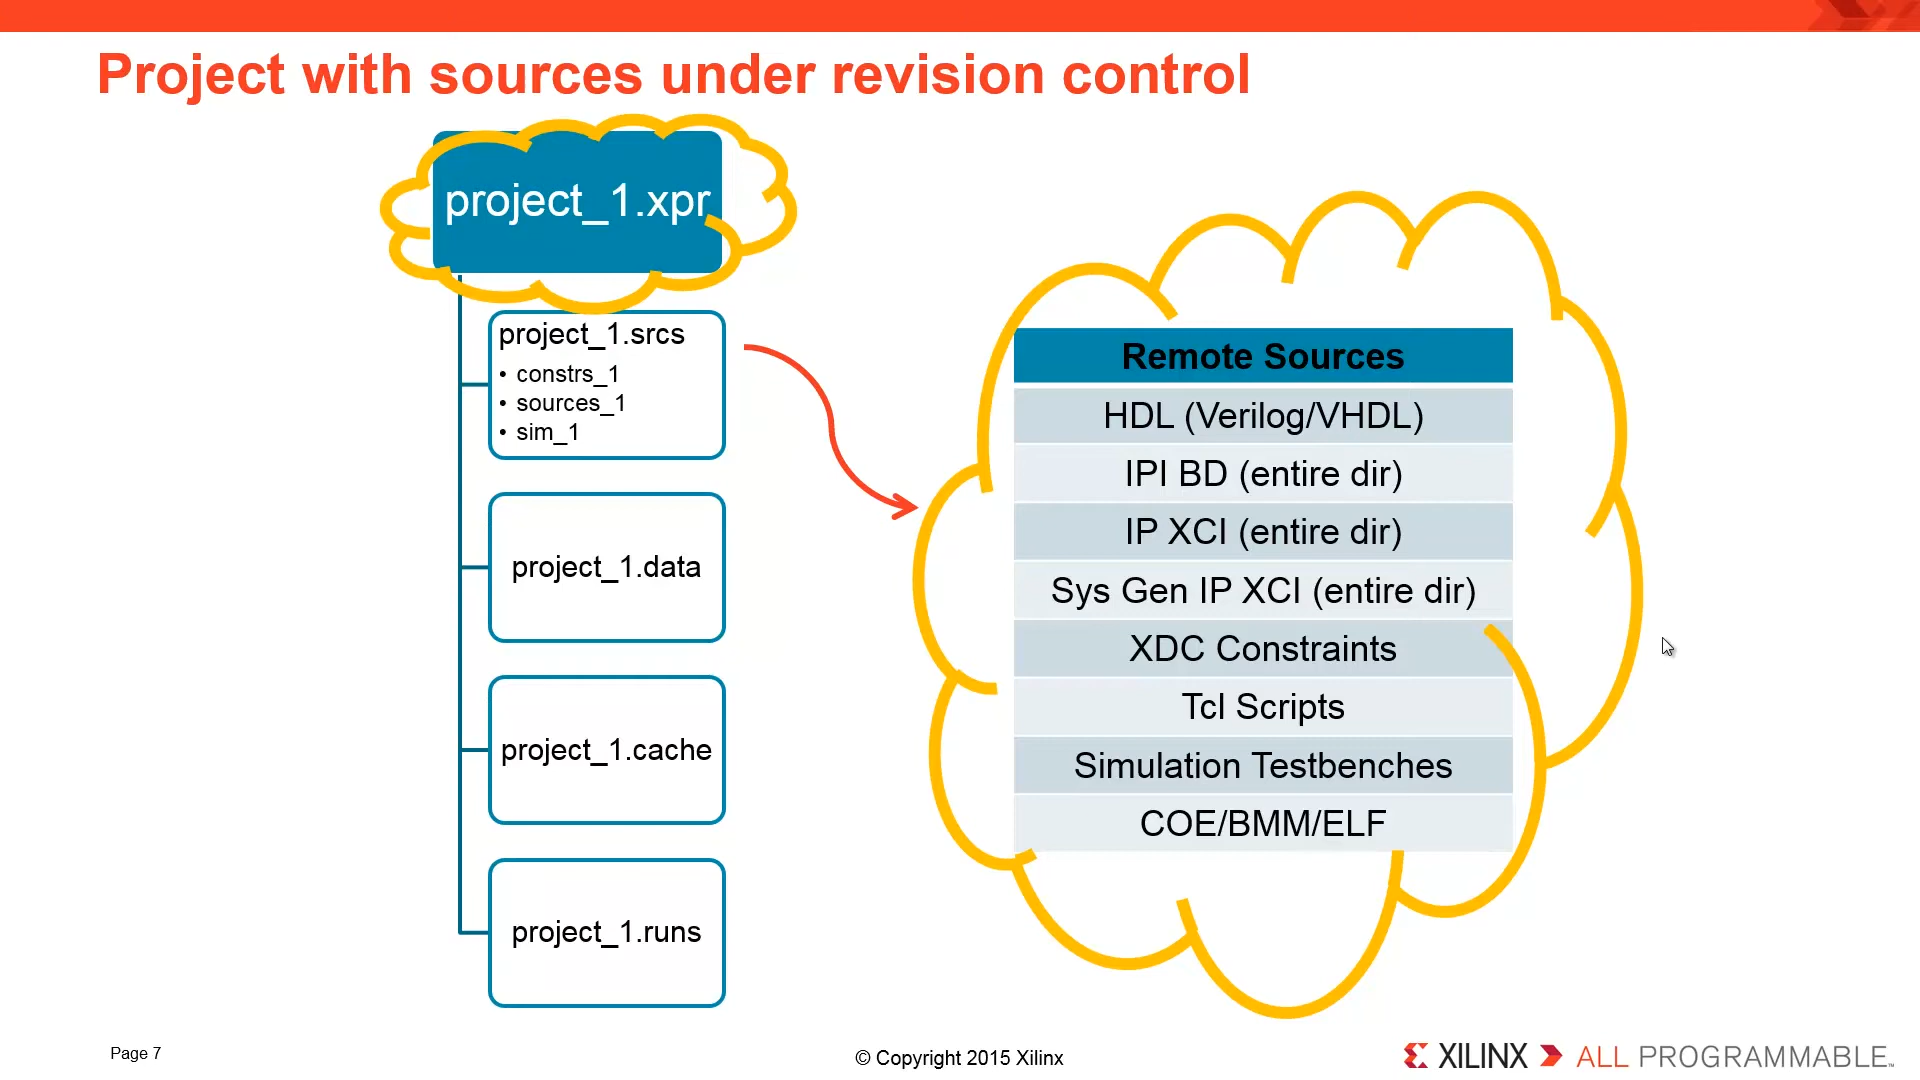 Project with sources under revision control
project_1.xpr
project_1.srcs
• constrs_1
• sources_1
• sim_1
project_1.data
project_1.cache
project_1.runs
Remote Sources
HDL (Verilog/VHDL)
IPI BD (entire dir)
IP XCI (entire dir)
Sys Gen IP XCI (entire dir)
XDC Constraints
Tcl Scripts
Simulation Testbenches
COE/BMM/ELF
Page 7
© Copyright 2015 Xilinx
XILINX ALL PROGRAMMABLE™